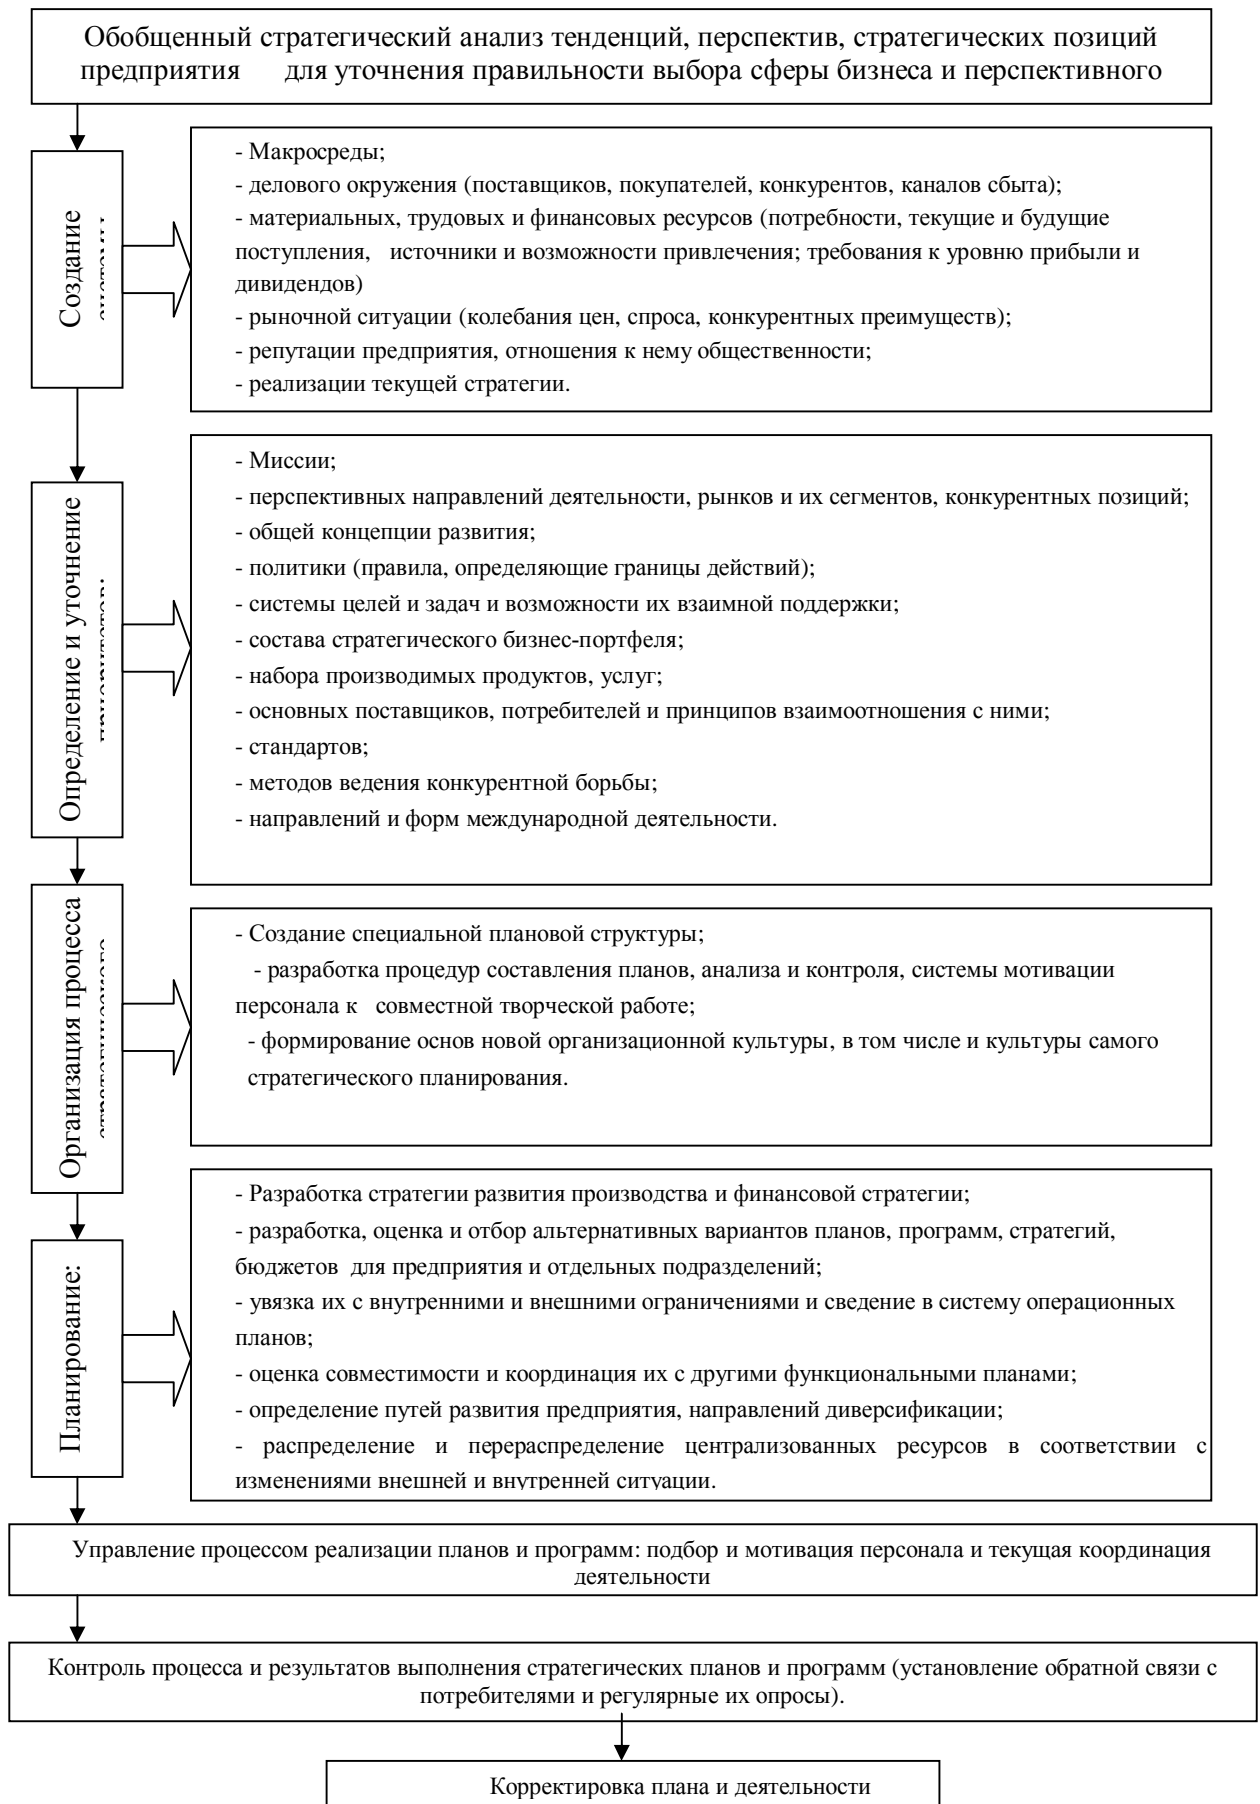 Обобщенный стратегический анализ тенденций, перспектив, стратегических позиций
предприятия для уточнения правильности выбора сферы бизнеса и перспективного
Создание
- Макросреды;
- делового окружения (поставщиков, покупателей, конкурентов, каналов сбыта);
- материальных, трудовых и финансовых ресурсов (потребности, текущие и будущие
поступления, источники и возможности привлечения; требования к уровню прибыли и
дивидендов)
- рыночной ситуации (колебания цен, спроса, конкурентных преимуществ);
- репутации предприятия, отношения к нему общественности;
- реализации текущей стратегии.
Определение и уточнение
- Миссии;
- перспективных направлений деятельности, рынков и их сегментов, конкурентных позиций;
- общей концепции развития;
- политики (правила, определяющие границы действий);
- системы целей и задач и возможности их взаимной поддержки;
- состава стратегического бизнес-портфеля;
- набора производимых продуктов, услуг;
- основных поставщиков, потребителей и принципов взаимоотношения с ними;
- стандартов;
- методов ведения конкурентной борьбы;
- направлений и форм международной деятельности.
Организация процесса
- Создание специальной плановой структуры;
- разработка процедур составления планов, анализа и контроля, системы мотивации
персонала к совместной творческой работе;
- формирование основ новой организационной культуры, в том числе и культуры самого
стратегического планирования.
Планирование:
- Разработка стратегии развития производства и финансовой стратегии;
- разработка, оценка и отбор альтернативных вариантов планов, программ, стратегий,
бюджетов для предприятия и отдельных подразделений;
- увязка их с внутренними и внешними ограничениями и сведение в систему операционных
планов;
- оценка совместимости и координация их с другими функциональными планами;
- определение путей развития предприятия, направлений диверсификации;
- распределение и перераспределение централизованных ресурсов в соответствии с
изменениями внешней и внутренней ситуации.
Управление процессом реализации планов и программ: подбор и мотивация персонала и текущая координация
деятельности
Контроль процесса и результатов выполнения стратегических планов и программ (установление обратной связи с
потребителями и регулярные их опросы).
Корректировка плана и деятельности